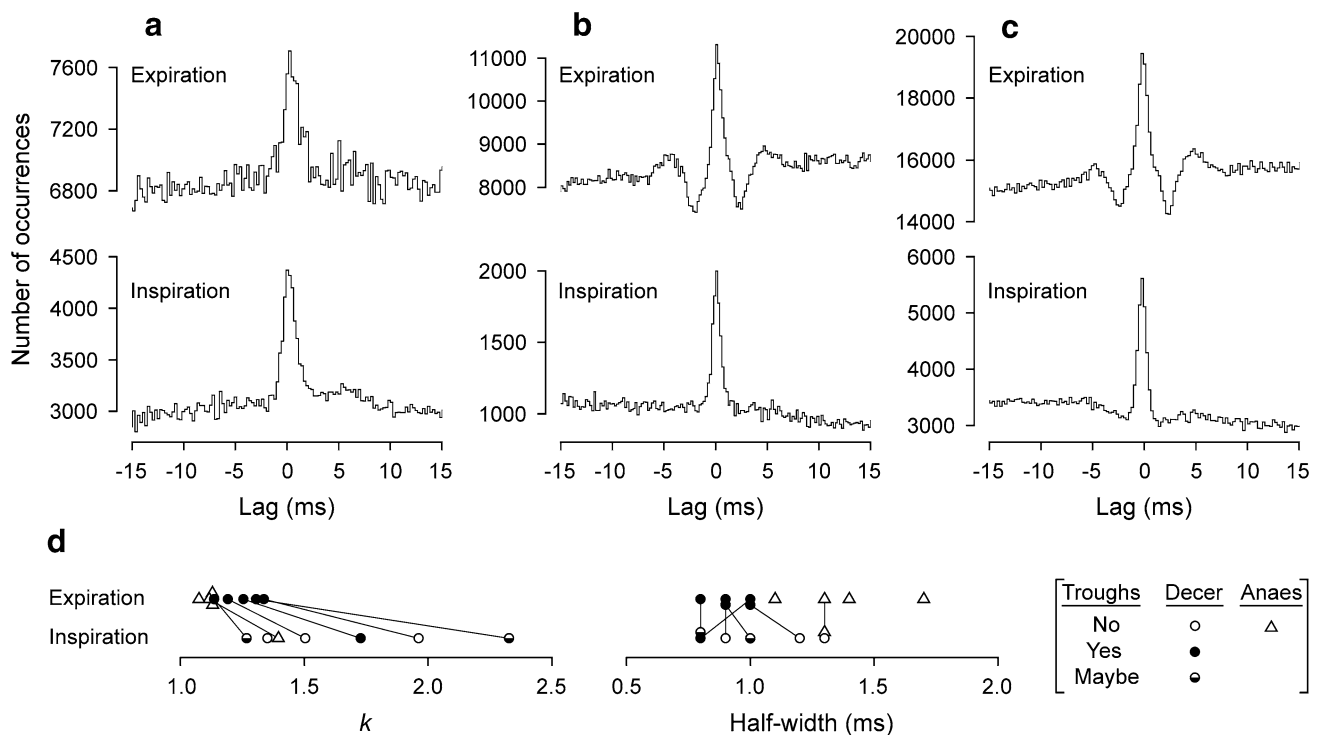 a
b
c
Number of occurrences
Expiration
7600
7200
6800
Expiration
11000
10000
9000
8000
Expiration
20000
18000
16000
14000
Inspiration
4500
4000
3500
3000
Inspiration
2000
1500
1000
Inspiration
6000
5000
4000
3000
-15 -10 -5 0 5 10 15
-15 -10 -5 0 5 10 15
-15 -10 -5 0 5 10 15
Lag (ms)
Lag (ms)
Lag (ms)
d
Expiration
Inspiration
1.0 1.5 2.0 2.5
k
0.5 1.0 1.5 2.0
Half-width (ms)
Troughs Decer Anaes
No
Yes
Maybe